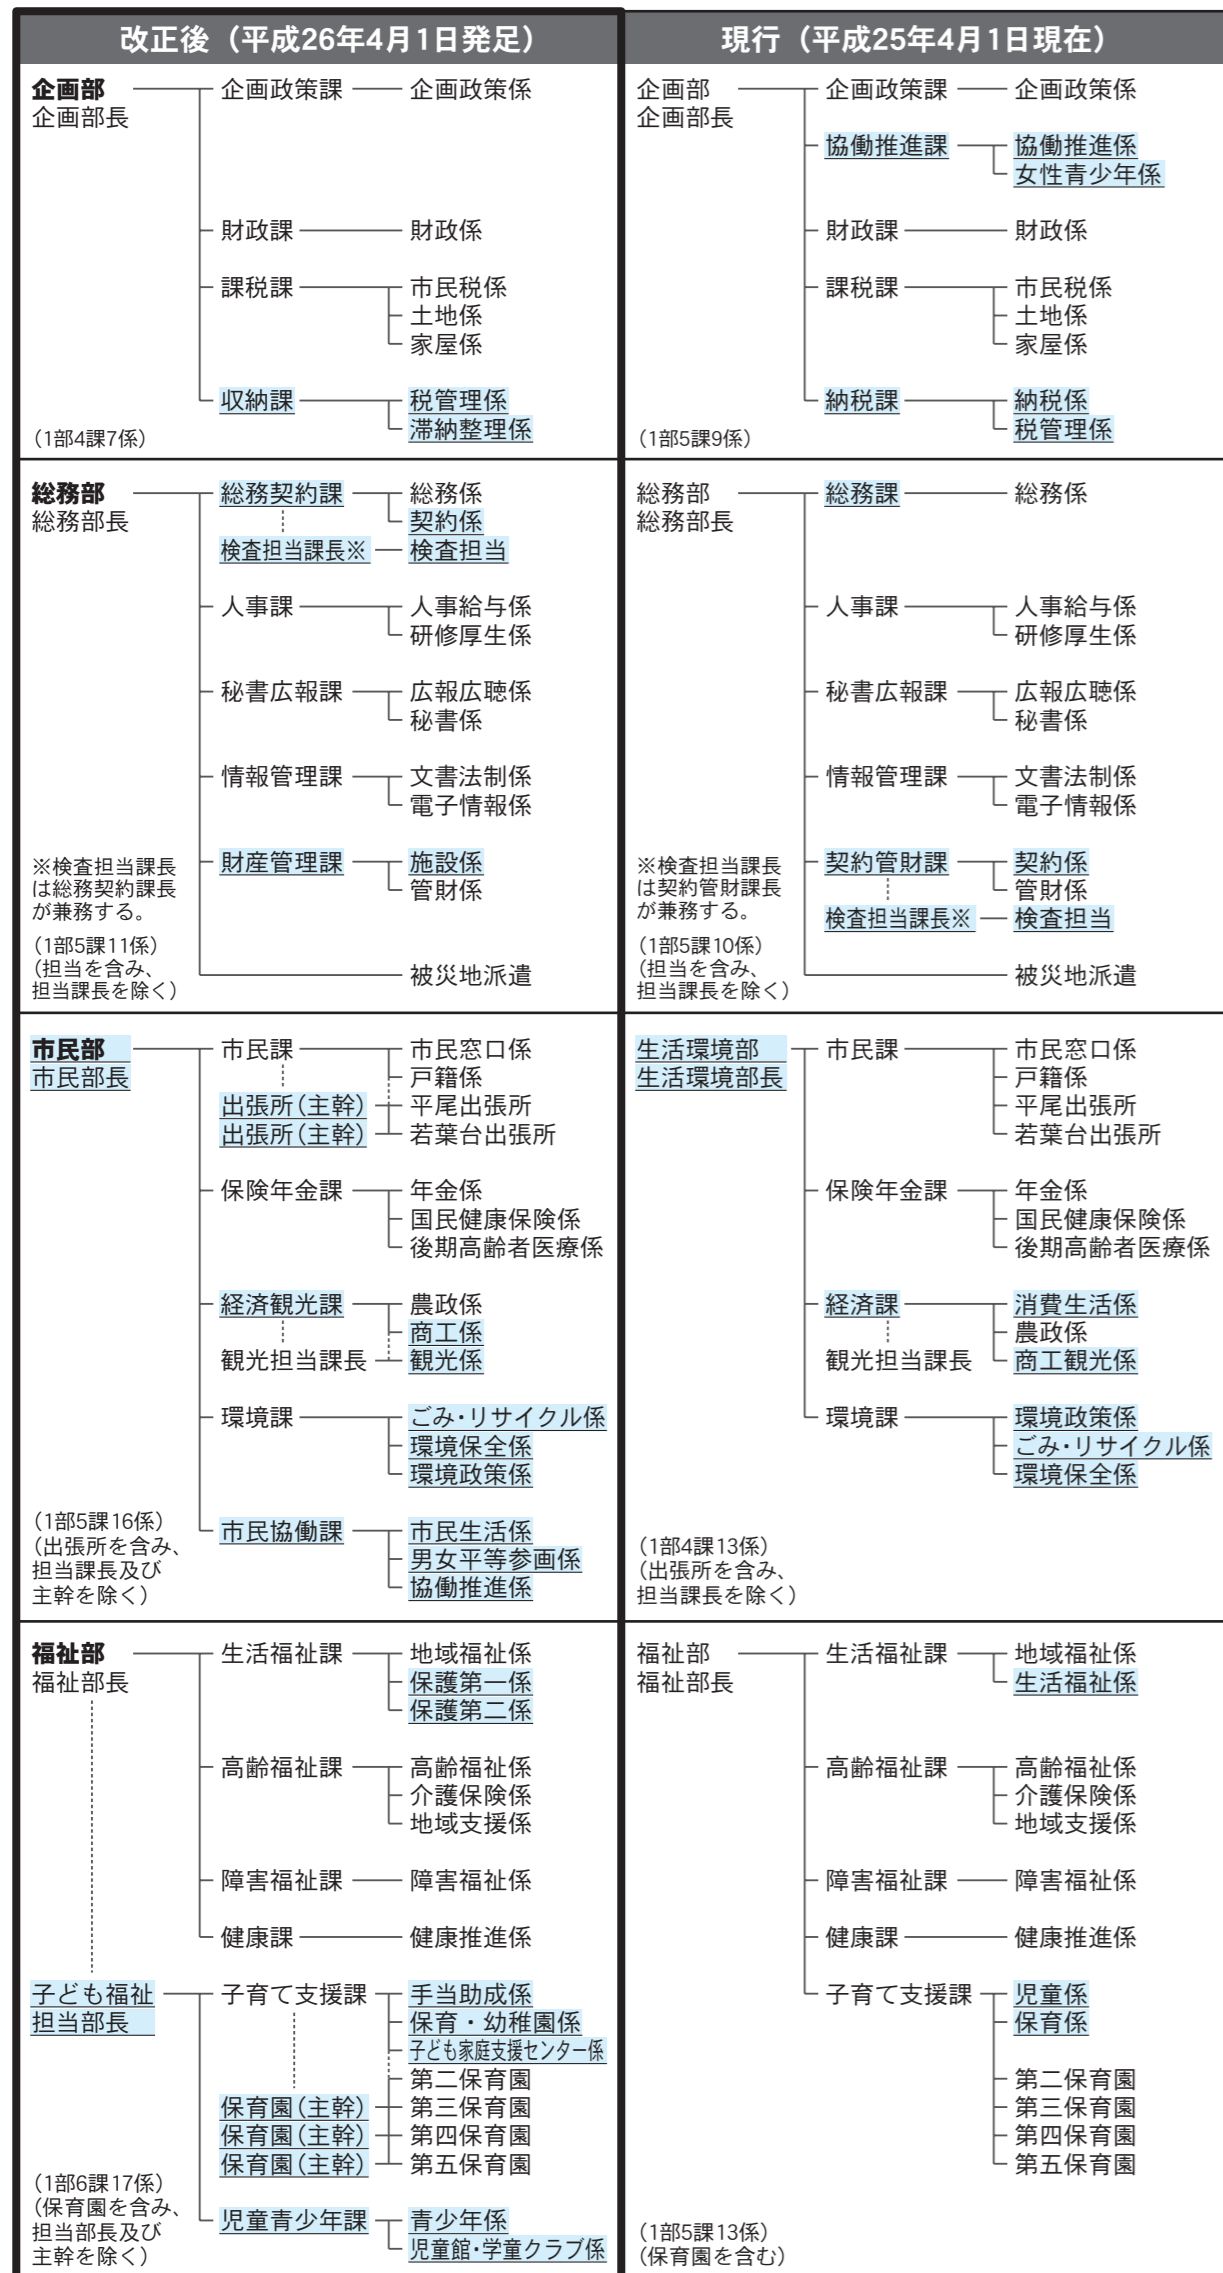 改正後（平成26年4月1日発足）
企画部 企画政策課 企画政策係
企画部長
財政課 財政係
課税課 市民税係
土地係
家屋係
収納課 税管理係
滞納整理係
（1部4課7係）
総務部 総務契約課 総務係
総務部長 契約係
検査担当課長※ 検査担当
人事課 人事給与係
研修厚生係
秘書広報課 広報広聴係
秘書係
情報管理課 文書法制係
電子情報係
財産管理課 施設係
管財係
※検査担当課長
は総務契約課長
が兼務する。
（1部5課11係）
（担当を含み、
担当課長を除く）
被災地派遣
市民部 市民課 市民窓口係
市民部長 戸籍係
出張所（主幹） 平尾出張所
出張所（主幹） 若葉台出張所
保険年金課 年金係
国民健康保険係
後期高齢者医療係
経済観光課 農政係
商工係
観光担当課長 観光係
環境課 ごみ・リサイクル係
環境保全係
環境政策係
市民協働課 市民生活係
男女平等参画係
協働推進係
（1部5課16係）
（出張所を含み、
担当課長及び
主幹を除く）
福祉部 生活福祉課 地域福祉係
福祉部長 保護第一係
保護第二係
高齢福祉課 高齢福祉係
介護保険係
地域支援係
障害福祉課 障害福祉係
健康課 健康推進係
子ども福祉 子育て支援課 手当助成係
担当部長 保育・幼稚園係
子ども家庭支援センター係
第二保育園
保育園（主幹） 第三保育園
保育園（主幹） 第四保育園
保育園（主幹） 第五保育園
児童青少年課 青少年係
児童館・学童クラブ係
（1部6課17係）
（保育園を含み、
担当部長及び
主幹を除く）
現行（平成25年4月1日現在）
企画部 企画政策課 企画政策係
企画部長
協働推進課 協働推進係
女性青少年係
財政課 財政係
課税課 市民税係
土地係
家屋係
納税課 納税係
税管理係
（1部5課9係）
総務部 総務課 総務係
総務部長
人事課 人事給与係
研修厚生係
秘書広報課 広報広聴係
秘書係
情報管理課 文書法制係
電子情報係
契約管財課 契約係
管財係
検査担当課長※ 検査担当
※検査担当課長
は契約管財課長
が兼務する。
（1部5課10係）
（担当を含み、
担当課長を除く）
被災地派遣
生活環境部 市民課 市民窓口係
生活環境部長 戸籍係
平尾出張所
若葉台出張所
保険年金課 年金係
国民健康保険係
後期高齢者医療係
経済課 消費生活係
農政係
観光担当課長 商工観光係
環境課 環境政策係
ごみ・リサイクル係
環境保全係
（1部4課13係）
（出張所を含み、
担当課長を除く）
福祉部 生活福祉課 地域福祉係
福祉部長 生活福祉係
高齢福祉課 高齢福祉係
介護保険係
地域支援係
障害福祉課 障害福祉係
健康課 健康推進係
子育て支援課 児童係
保育係
第二保育園
第三保育園
第四保育園
第五保育園
（1部5課13係）
（保育園を含む）